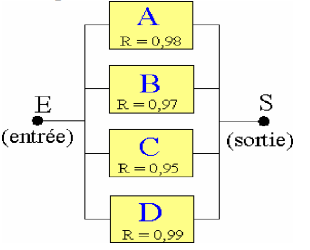 A
R = 0,98
B
R = 0,97
E
(entrée)
S
(sortie)
C
R = 0,95
D
R = 0,99